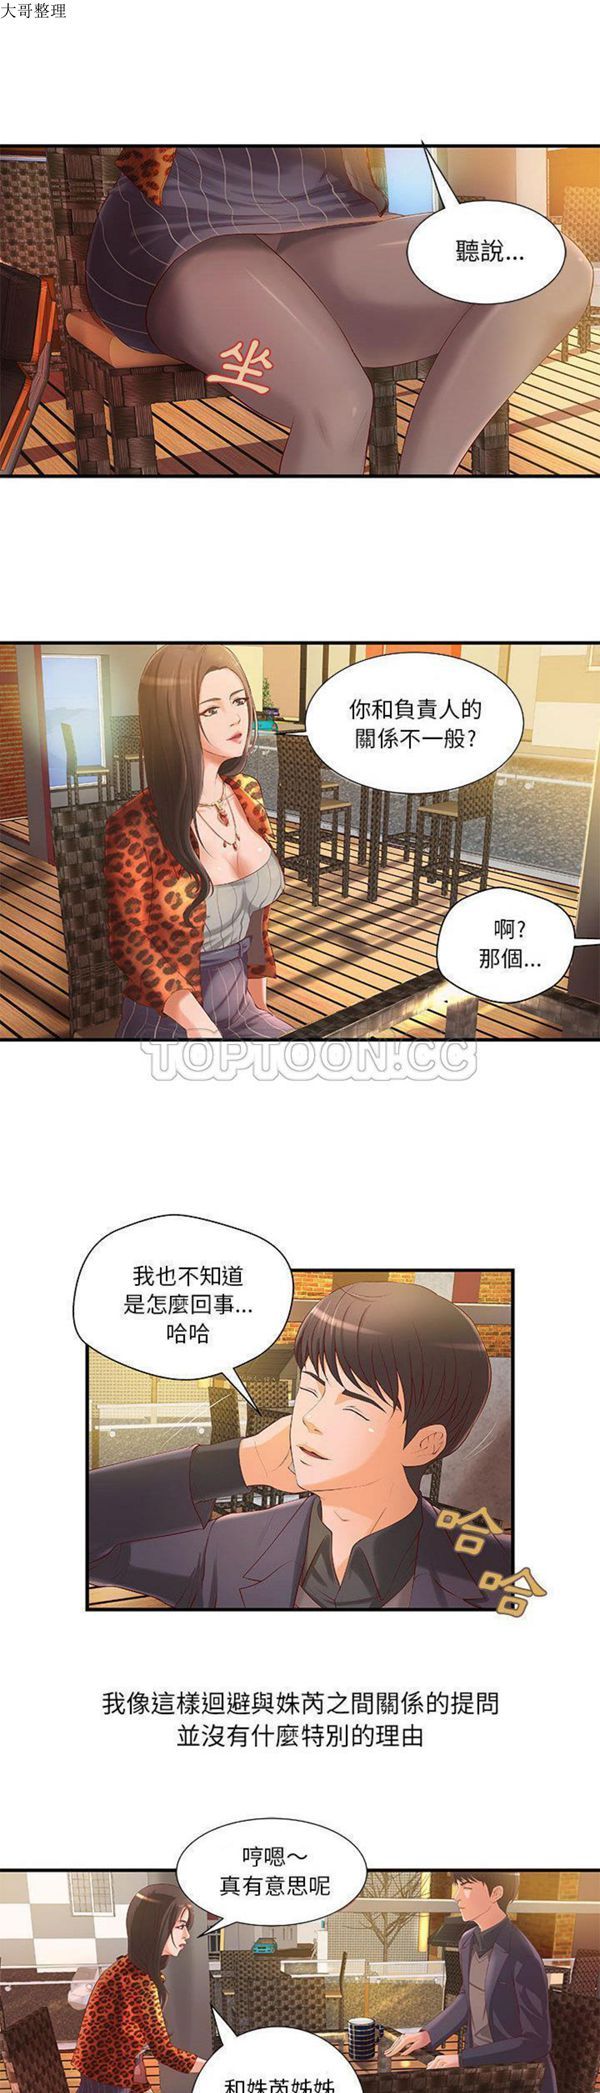 大哥整理
聽說...
坐
你和負責人的
關係不一般?
啊?
那個...
TOPTOON.CC
我也不知道
是怎麼回事...
哈哈
哈
哈
我像這樣迴避與姝芮之間關係的提問
並沒有什麼特別的理由
哼嗯～
真有意思呢
和姝芮姊姊